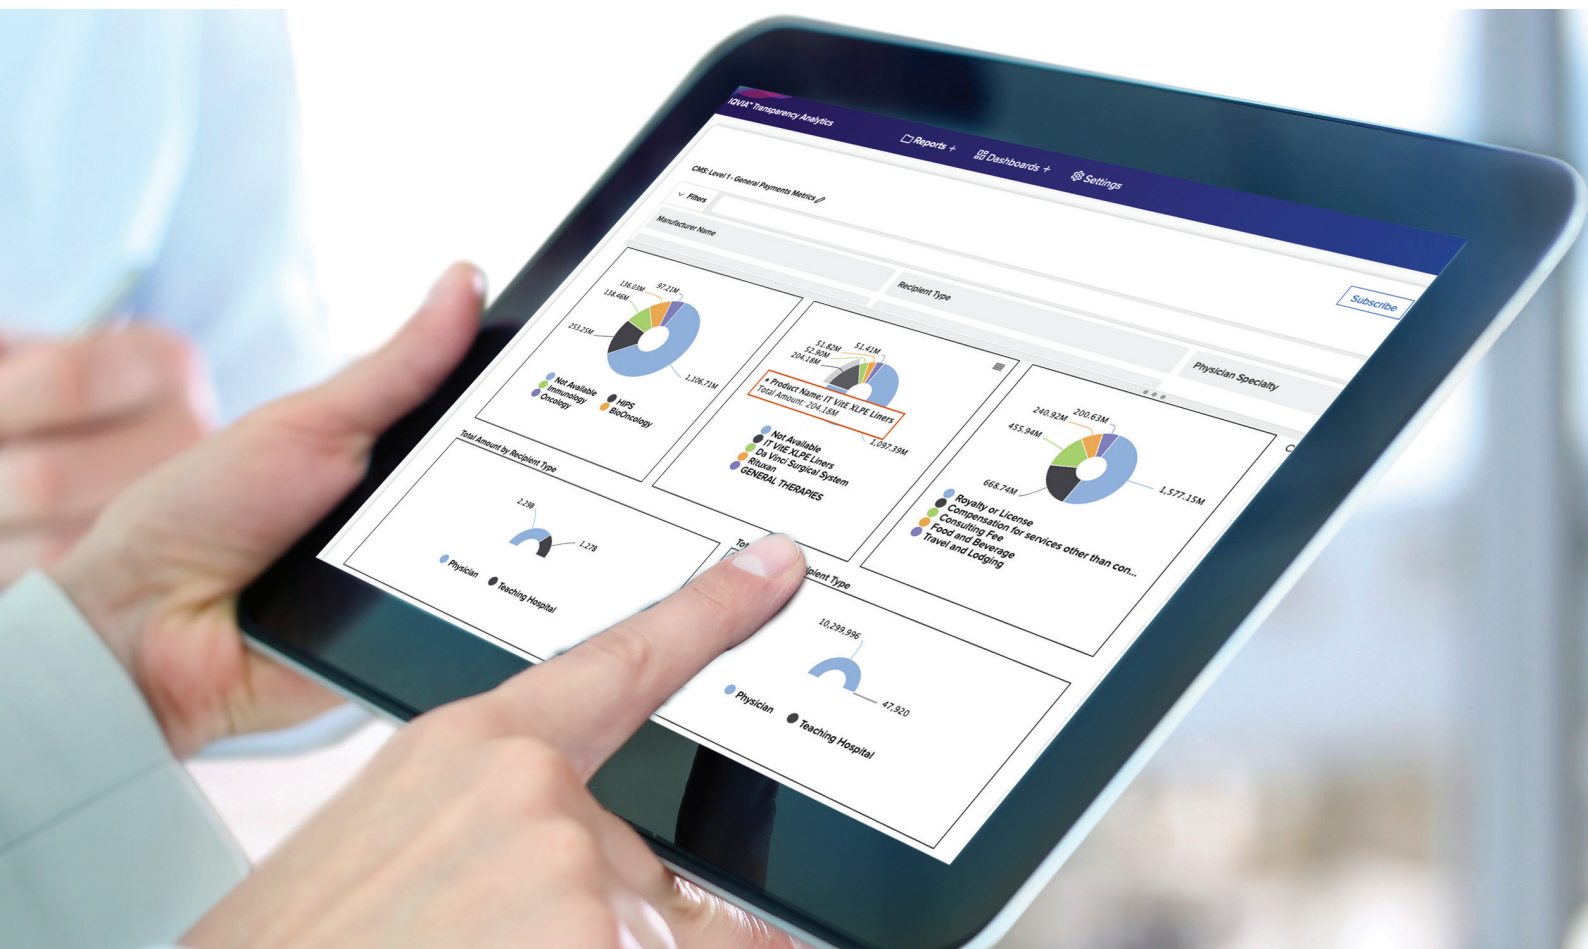 IQVIA™ Transparency Analytics
Reports +
Dashboards +
Settings
CMS: Level 1 - General Payments Metrics
Subscribe
Filters
Manufacturer Name
Recipient Type
Physician Specialty
136.03M
97.21M
138.46M
253.25M
1,106.71M
Not Available
HIPS
Immunology
BioOncology
Oncology
51.82M
51.41M
52.90M
204.18M
• Product Name: IT VitE XLPE Liners
Total Amount: 204.18M
1,097.39M
Not Available
IT VitE XLPE Liners
Da Vinci Surgical System
Rituxan
GENERAL THERAPIES
240.92M
200.63M
455.94M
668.74M
1,577.15M
Royalty or License
Compensation for services other than con...
Consulting Fee
Food and Beverage
Travel and Lodging
Total Amount by Recipient Type
2.29B
1.27B
Physician
Teaching Hospital
Recipient Type
10,299,996
47,920
Physician
Teaching Hospital